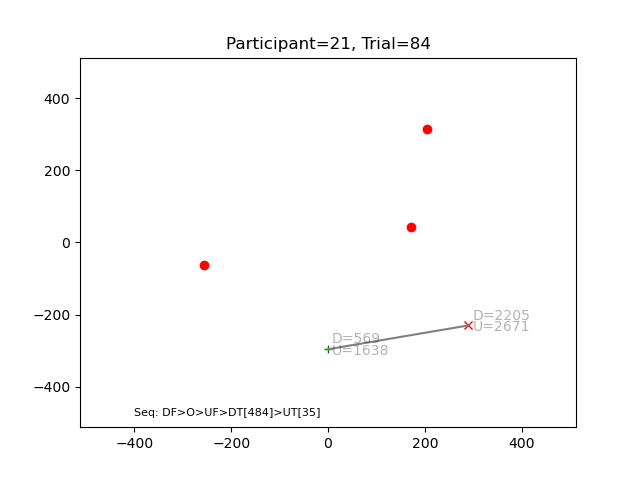 Participant=21, Trial=84
400
200
0
−200
−400
D=2205
U=2671
D=569
U=1638
Seq: DF>O>UF>DT[484]>UT[35]
−400
−200
0
200
400